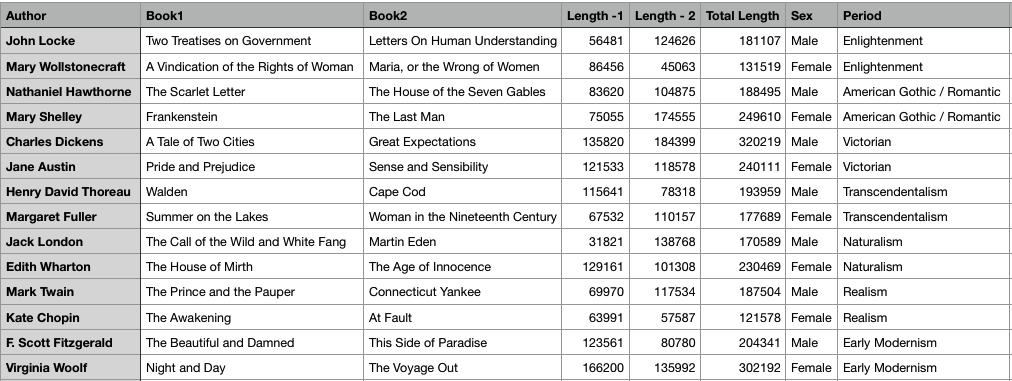 Author Book1 Book2 Length -1 Length - 2 Total Length Sex Period
John Locke Two Treatises on Government Letters On Human Understanding 56481 124626 181107 Male Enlightenment
Mary Wollstonecraft A Vindication of the Rights of Woman Maria, or the Wrong of Women 86456 45063 131519 Female Enlightenment
Nathaniel Hawthorne The Scarlet Letter The House of the Seven Gables 83620 104875 188495 Male American Gothic / Romantic
Mary Shelley Frankenstein The Last Man 75055 174555 249610 Female American Gothic / Romantic
Charles Dickens A Tale of Two Cities Great Expectations 135820 184399 320219 Male Victorian
Jane Austin Pride and Prejudice Sense and Sensibility 121533 118578 240111 Female Victorian
Henry David Thoreau Walden Cape Cod 115641 78318 193959 Male Transcendentalism
Margaret Fuller Summer on the Lakes Woman in the Nineteenth Century 67532 110157 177689 Female Transcendentalism
Jack London The Call of the Wild and White Fang Martin Eden 31821 138768 170589 Male Naturalism
Edith Wharton The House of Mirth The Age of Innocence 129161 101308 230469 Female Naturalism
Mark Twain The Prince and the Pauper Connecticut Yankee 69970 117534 187504 Male Realism
Kate Chopin The Awakening At Fault 63991 57587 121578 Female Realism
F. Scott Fitzgerald The Beautiful and Damned This Side of Paradise 123561 80780 204341 Male Early Modernism
Virginia Woolf Night and Day The Voyage Out 166200 135992 302192 Female Early Modernism